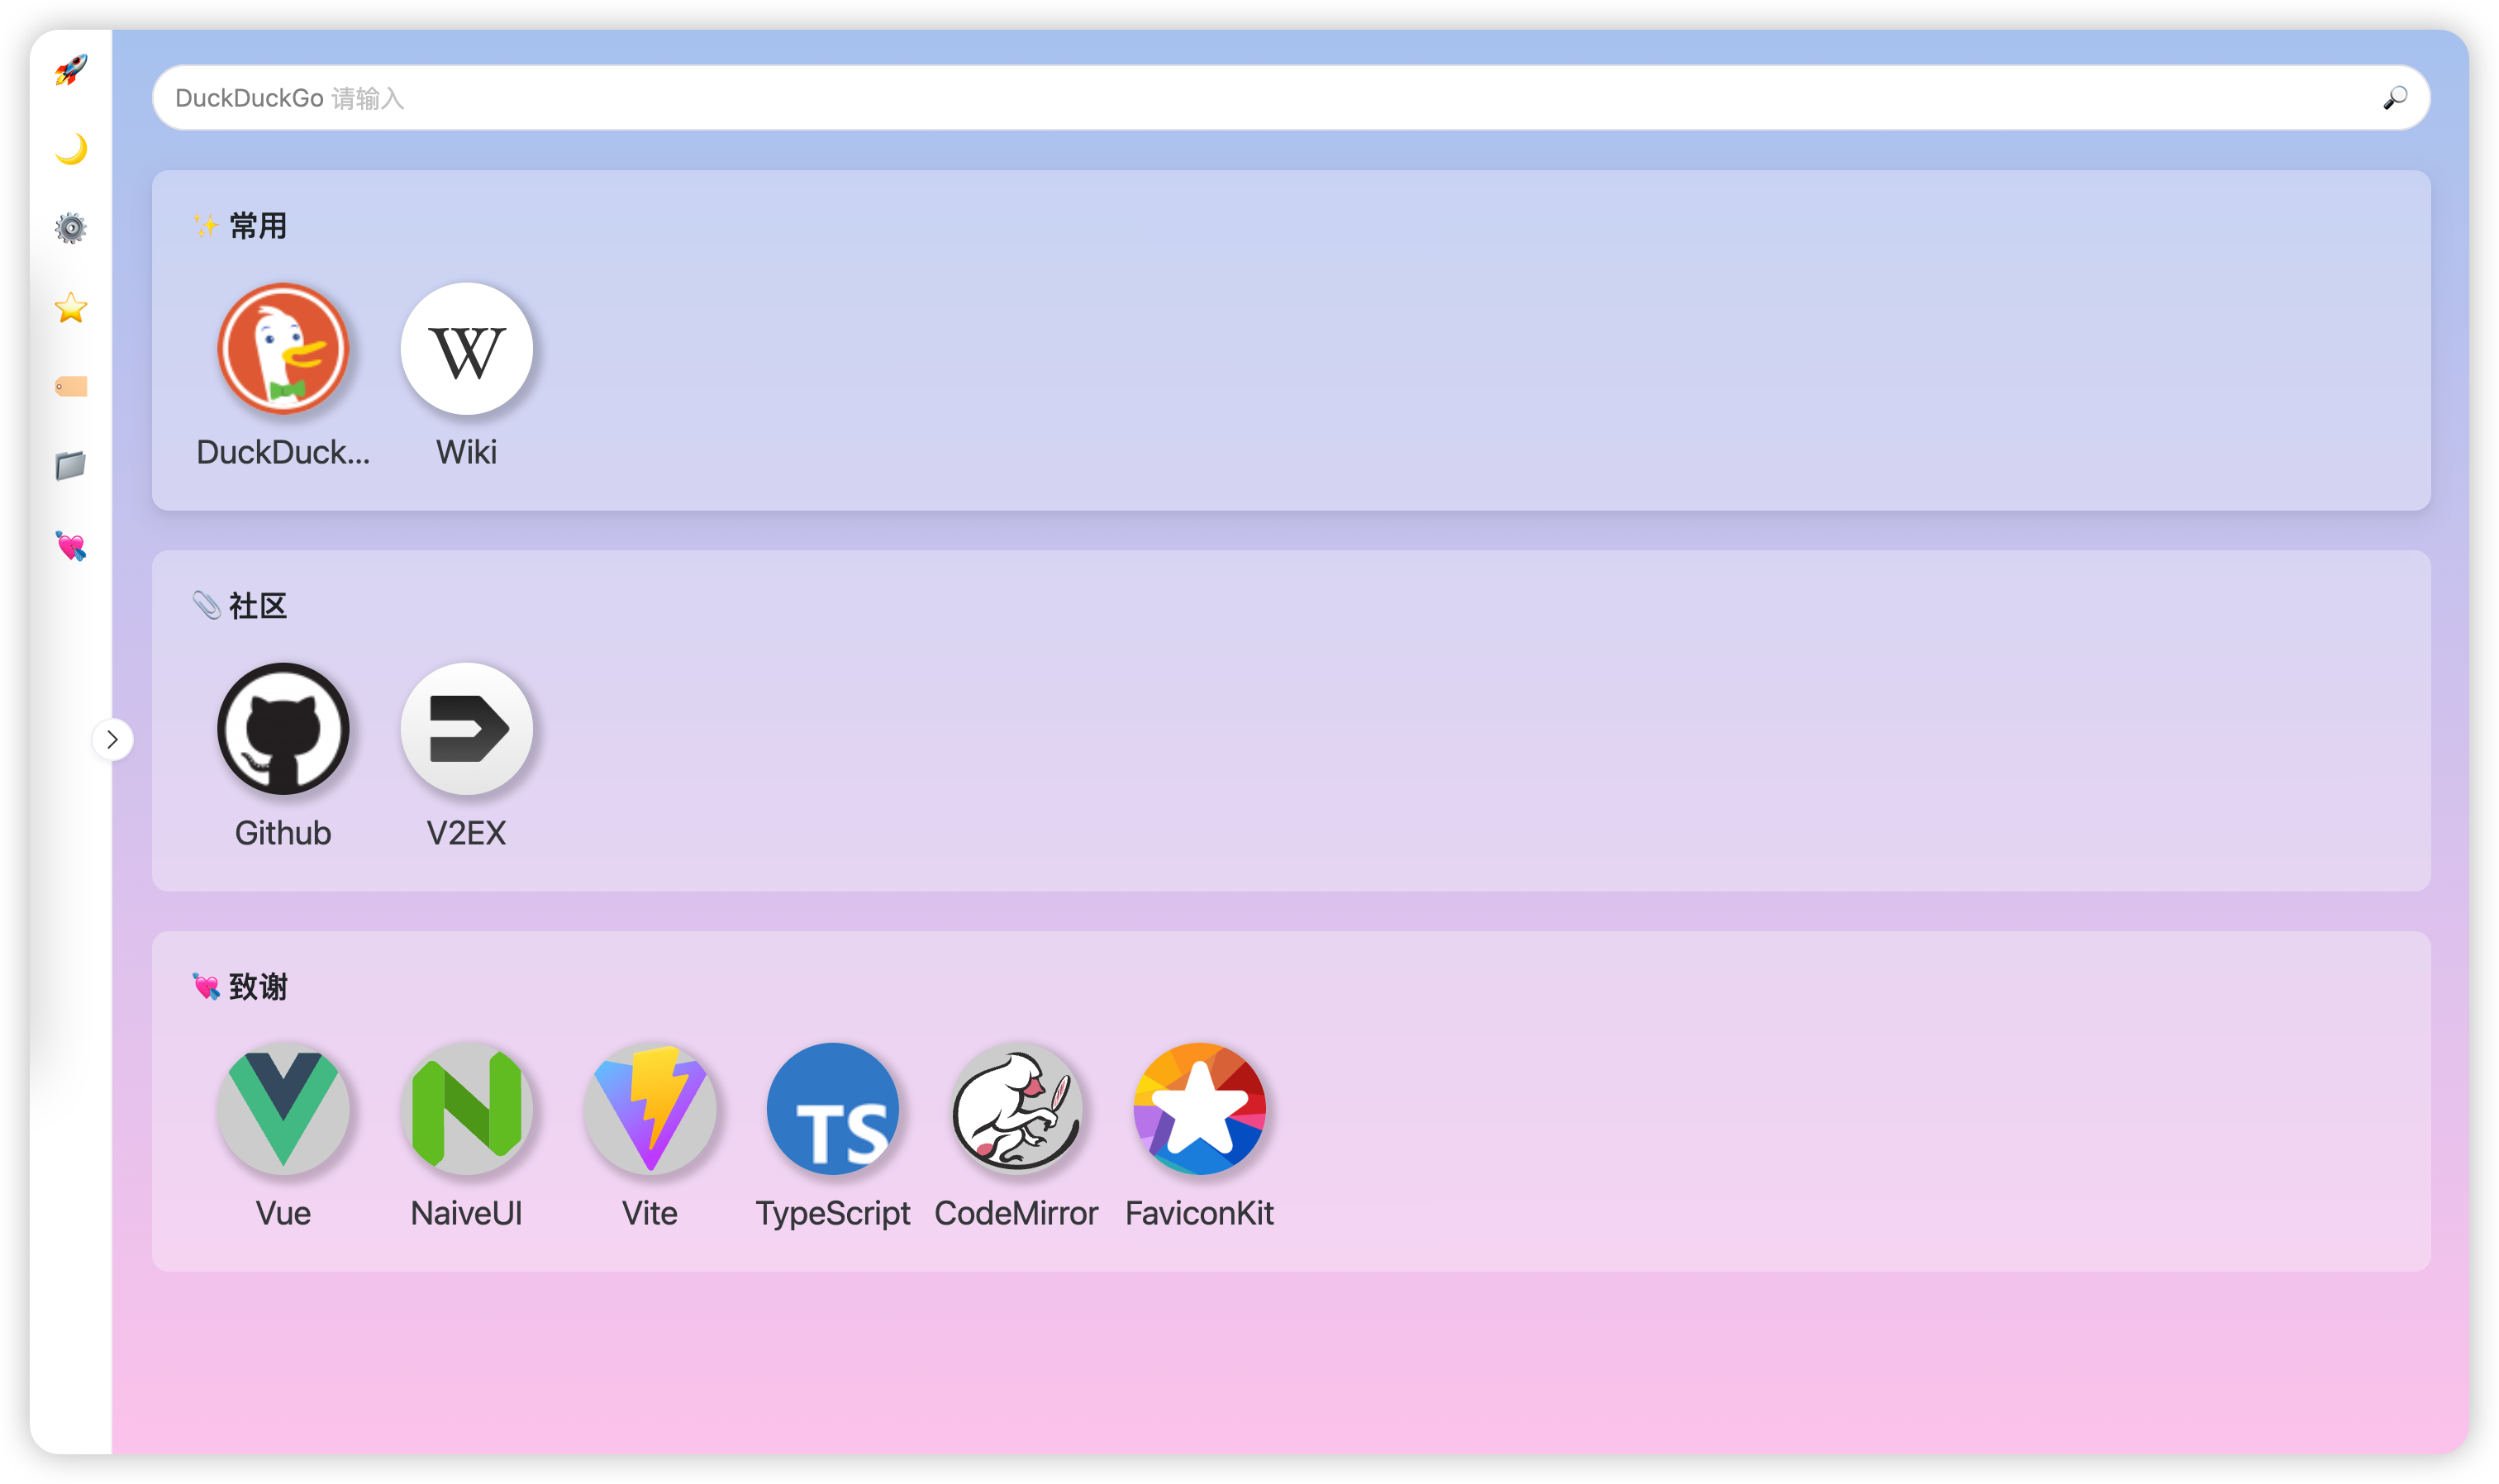 DuckDuckGo 请输入
✨ 常用
W
DuckDuck... Wiki
📎 社区
Github V2EX
💘 致谢
TS
Vue NaiveUI Vite TypeScript CodeMirror FaviconKit